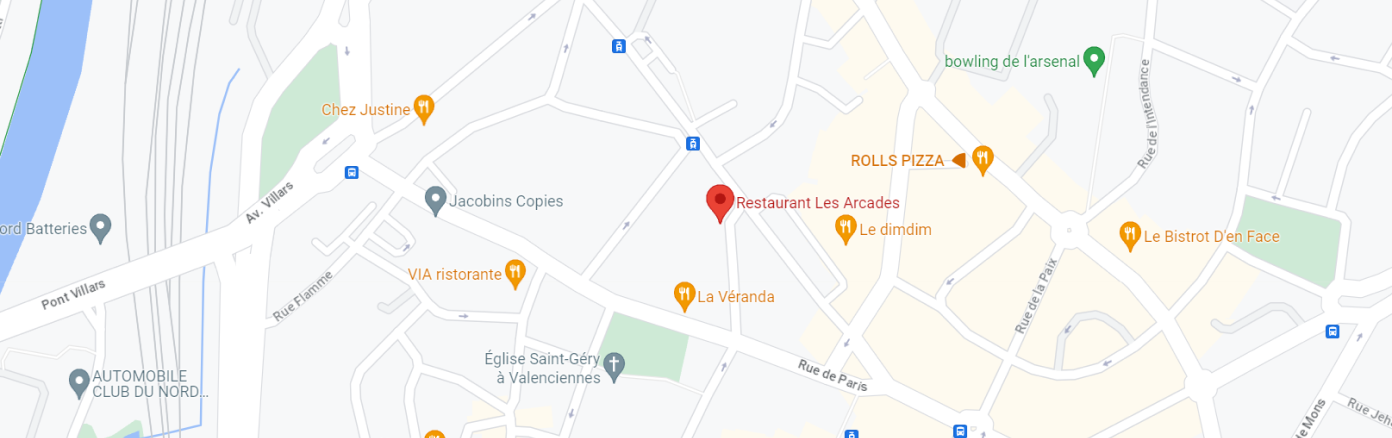 bowling de l'arsenal
Rue de l'Intendance
Chez Justine
ROLLS PIZZA
Av. Villars
Jacobins Copies
Restaurant Les Arcades
ord Batteries
Le dimdim
Le Bistrot D'en Face
VIA ristorante
Pont Villars
Rue Flamme
La Véranda
Rue de la Paix
Église Saint-Géry
à Valenciennes
Rue de Paris
AUTOMOBILE
CLUB DU NORD...
de Mons
Rue Jeh